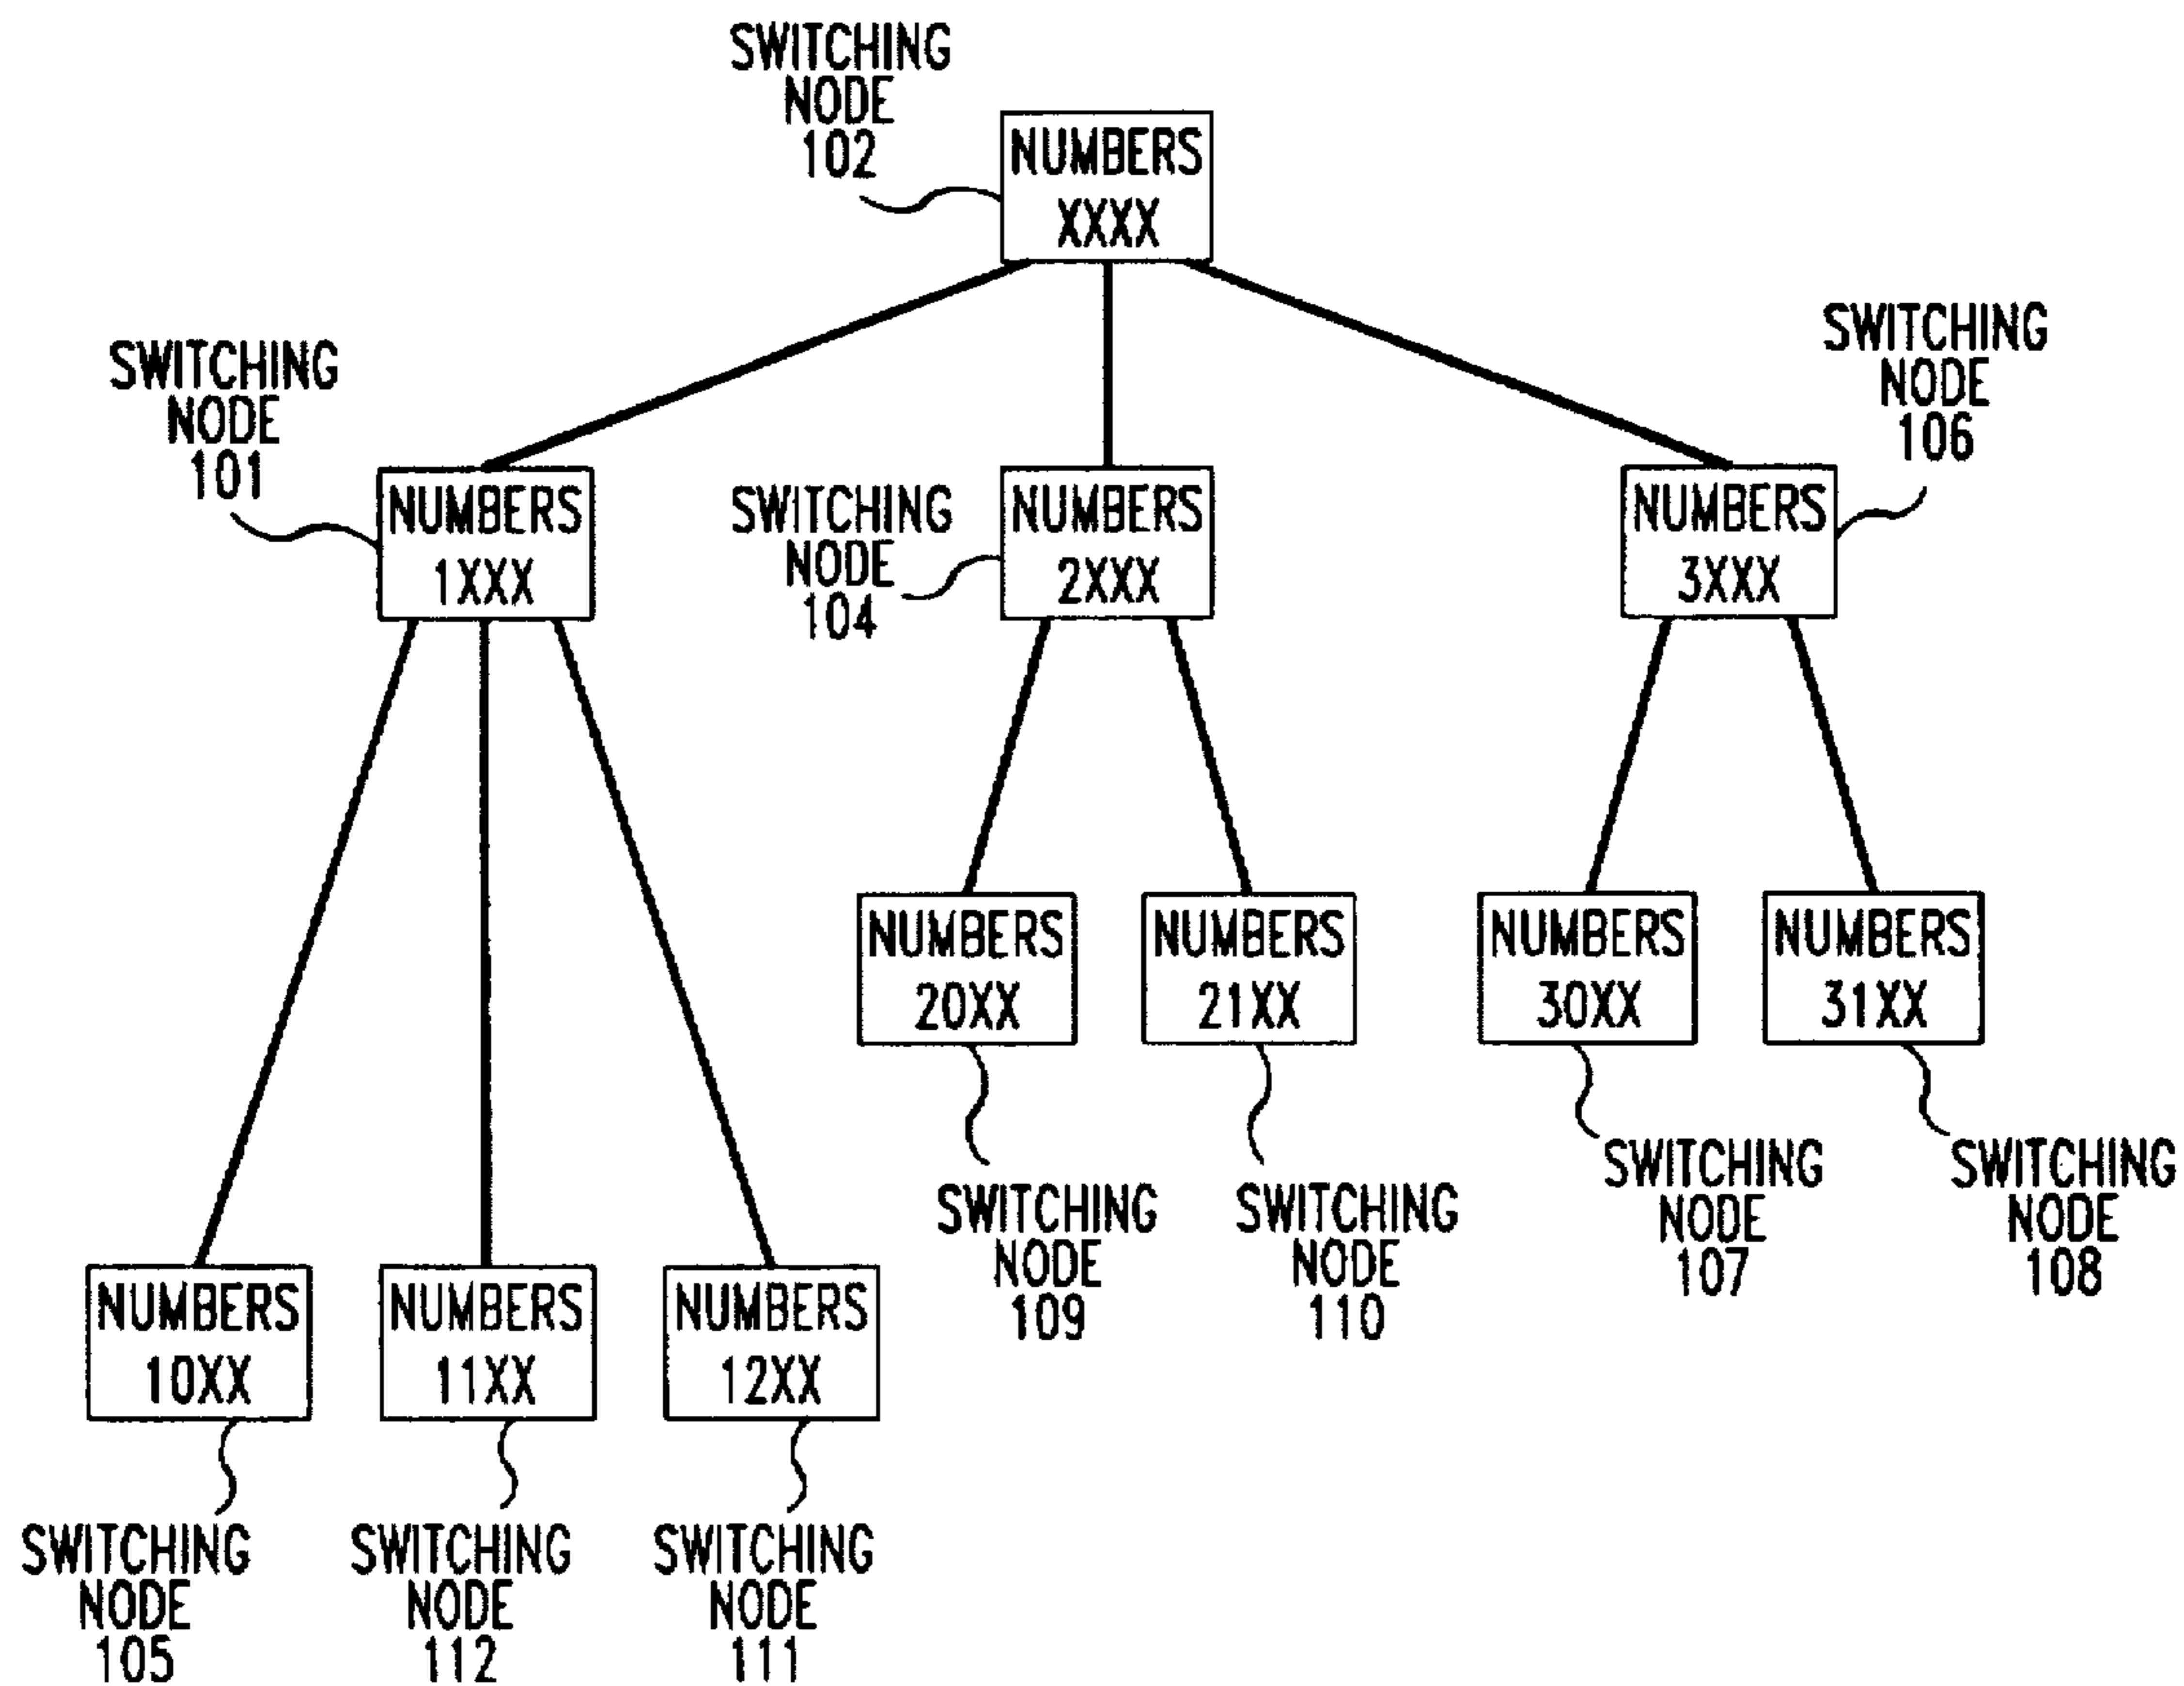 SWITCHING
NODE
102
NUMBERS
XXXX
SWITCHING
NODE
101
NUMBERS
1XXX
SWITCHING
NODE
104
NUMBERS
2XXX
SWITCHING
NODE
106
NUMBERS
3XXX
NUMBERS
20XX
NUMBERS
21XX
NUMBERS
30XX
NUMBERS
31XX
SWITCHING
NODE
109
SWITCHING
NODE
110
SWITCHING
NODE
107
SWITCHING
NODE
108
NUMBERS
10XX
NUMBERS
11XX
NUMBERS
12XX
SWITCHING
NODE
105
SWITCHING
NODE
112
SWITCHING
NODE
111